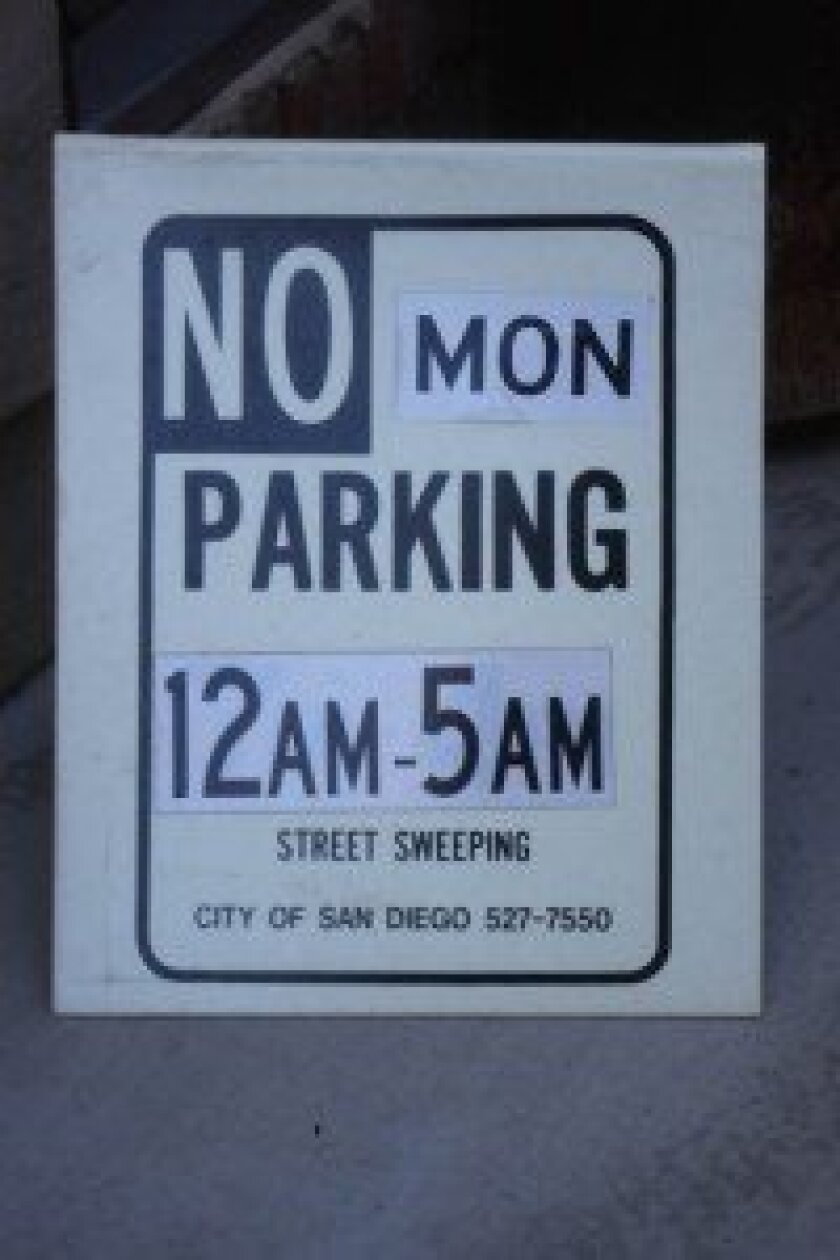 NO MON
PARKING
12AM-5AM
STREET SWEEPING
CITY OF SAN DIEGO 527-7550